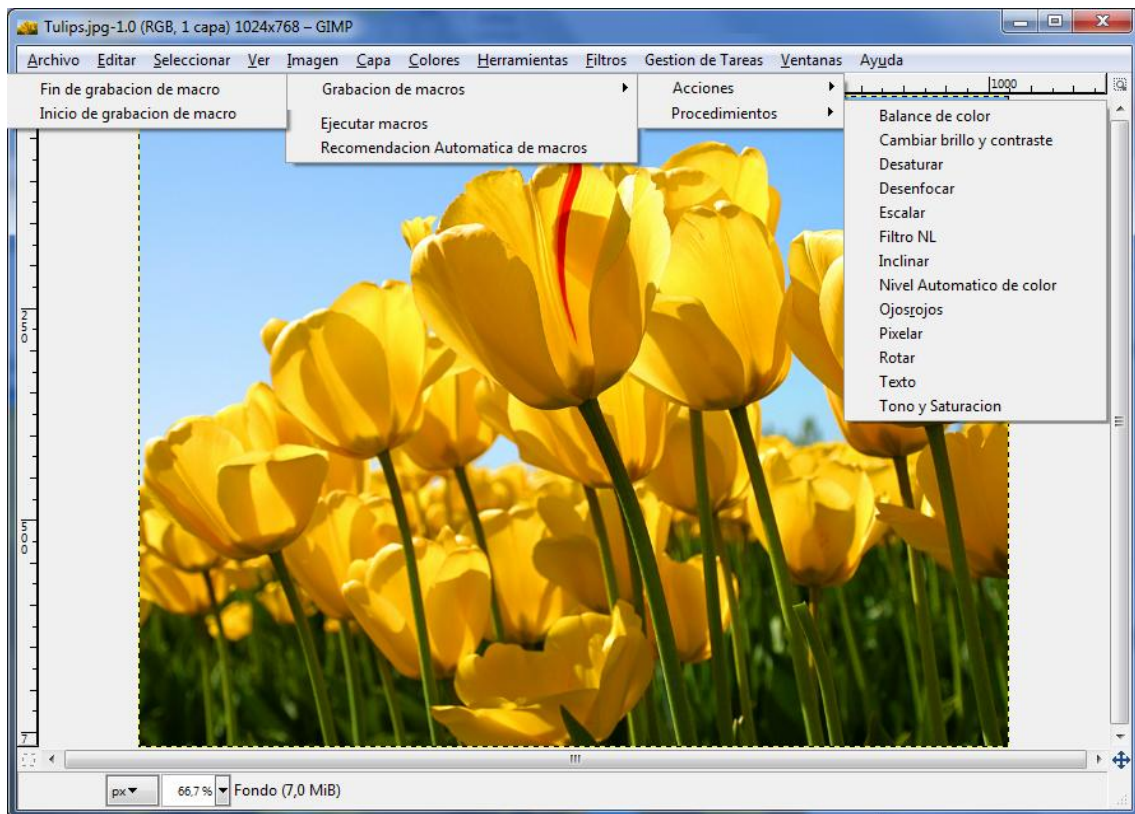 Tulips.jpg-1.0 (RGB, 1 capa) 1024x768 – GIMP
Archivo Editar Seleccionar Ver Imagen Capa Colores Herramientas Filtros Gestion de Tareas Ventanas Ayuda
Fin de grabacion de macro
Inicio de grabacion de macro
Grabacion de macros
Ejecutar macros
Recomendacion Automatica de macros
Acciones
Procedimientos
1000
Balance de color
Cambiar brillo y contraste
Desaturar
Desenfocar
Escalar
Filtro NL
Inclinar
Nivel Automatico de color
Ojosrojos
Pixelar
Rotar
Texto
Tono y Saturacion
250
500
7
px 66,7 % Fondo (7,0 MiB)